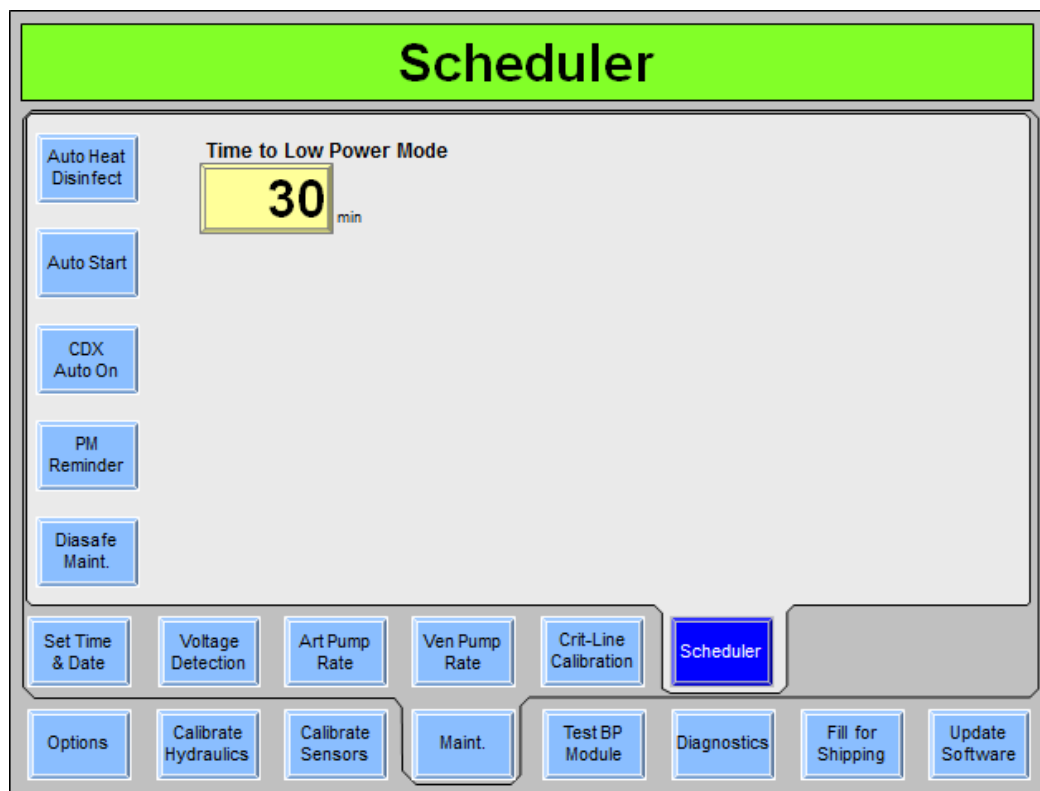 Scheduler
Time to Low Power Mode
30 min
Auto Heat
Disinfect
Auto Start
CDX
Auto On
PM
Reminder
Diasafe
Maint.
Set Time
& Date
Voltage
Detection
Art Pump
Rate
Ven Pump
Rate
Crit-Line
Calibration
Scheduler
Options
Calibrate
Hydraulics
Calibrate
Sensors
Maint.
Test BP
Module
Diagnostics
Fill for
Shipping
Update
Software